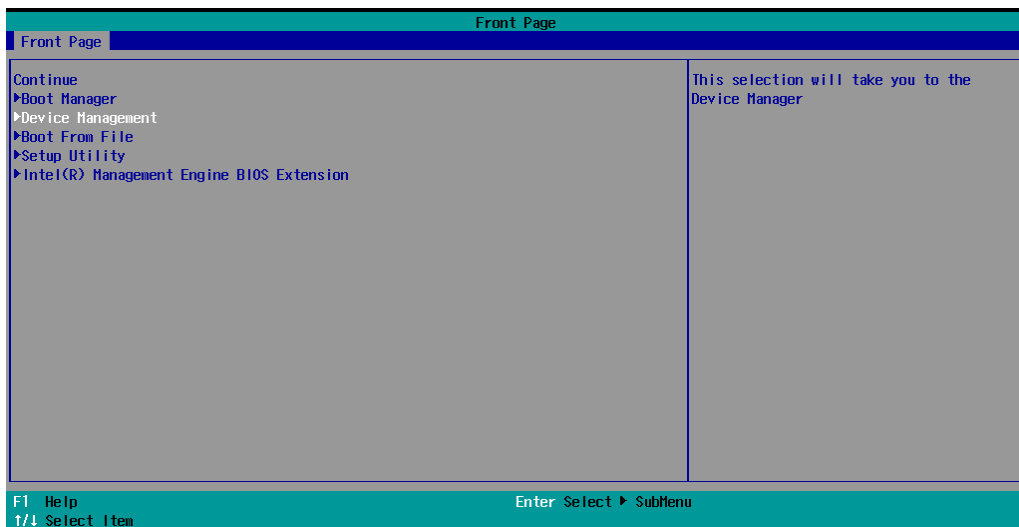 Front Page
Front Page
Continue
▶Boot Manager
▶Device Management
▶Boot From File
▶Setup Utility
▶Intel(R) Management Engine BIOS Extension
This selection will take you to the
Device Manager
F1 Help
Enter Select ▶ SubMenu
↑/↓ Select Item